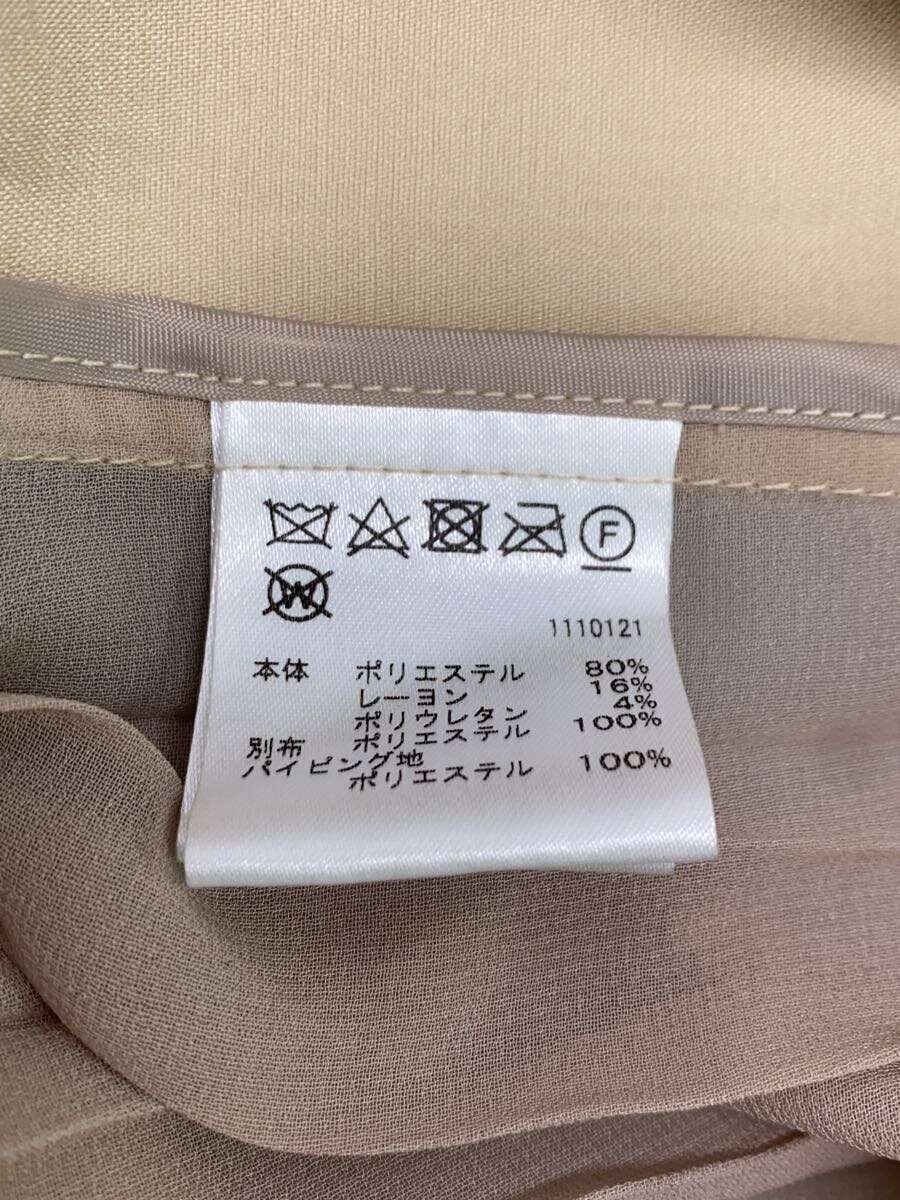 F
W
1110121
本体 ポリエステル 80%
レーヨン 16%
ポリウレタン 4%
別布 ポリエステル 100%
パイピング地
ポリエステル 100%